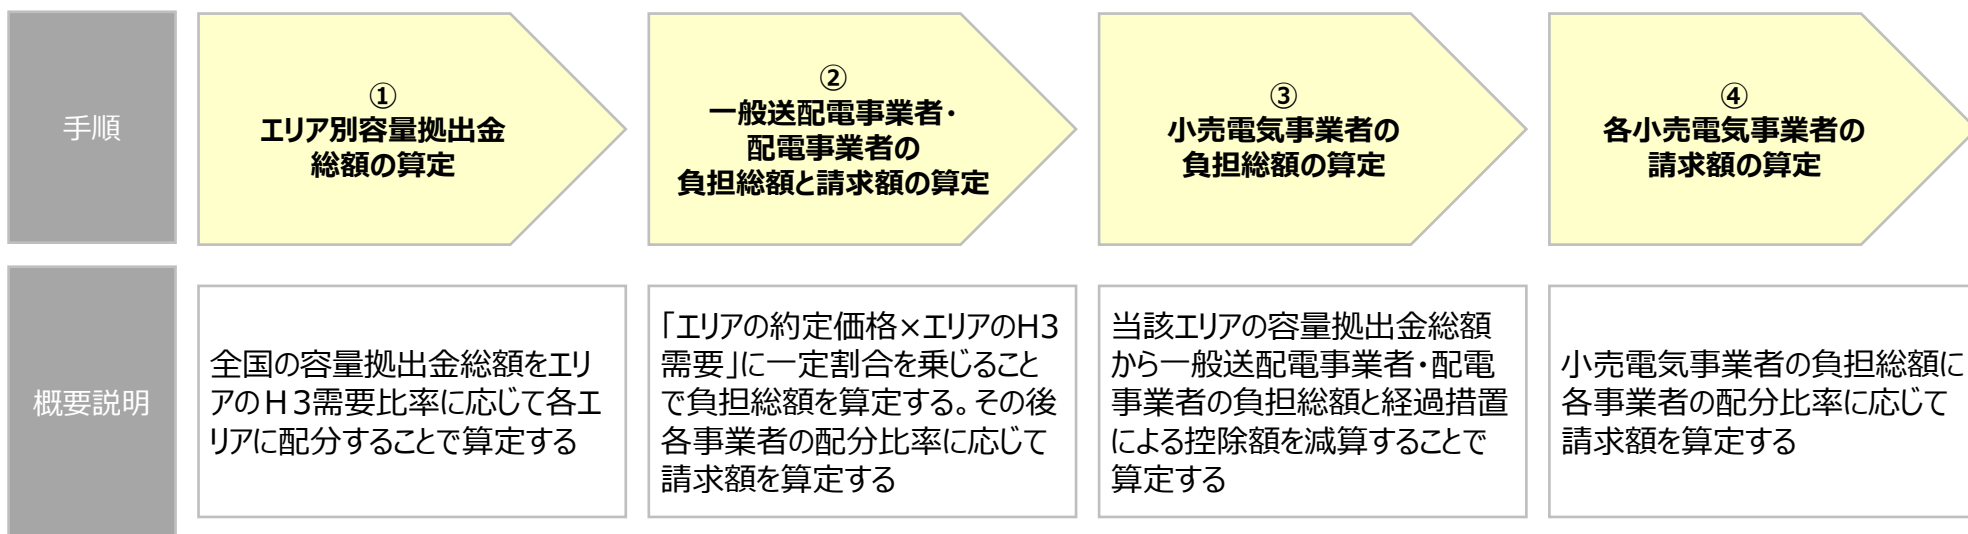 手順
①
エリア別容量拠出金
総額の算定
②
一般送配電事業者・
配電事業者の
負担総額と請求額の算定
③
小売電気事業者の
負担総額の算定
④
各小売電気事業者の
請求額の算定
概要説明
全国の容量拠出金総額をエリ
アのH3需要比率に応じて各エ
リアに配分することで算定する
「エリアの約定価格×エリアのH3
需要」に一定割合を乗じること
で負担総額を算定する。その後
各事業者の配分比率に応じて
請求額を算定する
当該エリアの容量拠出金総額
から一般送配電事業者・配電
事業者の負担総額と経過措置
による控除額を減算することで
算定する
小売電気事業者の負担総額に
各事業者の配分比率に応じて
請求額を算定する